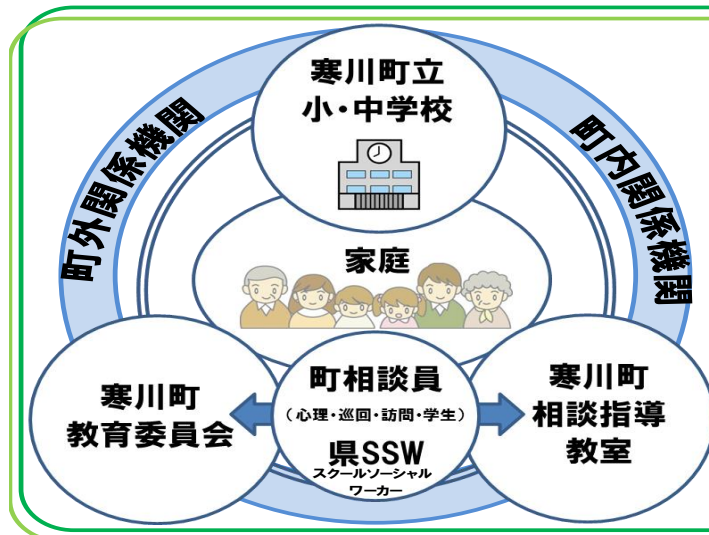 寒川町立
小・中学校
町外関係機関
町内関係機関
家庭
寒川町
教育委員会
町相談員
(心理・巡回・訪問・学生)
県SSW
スクールソーシャル
ワーカー
寒川町
相談指導
教室